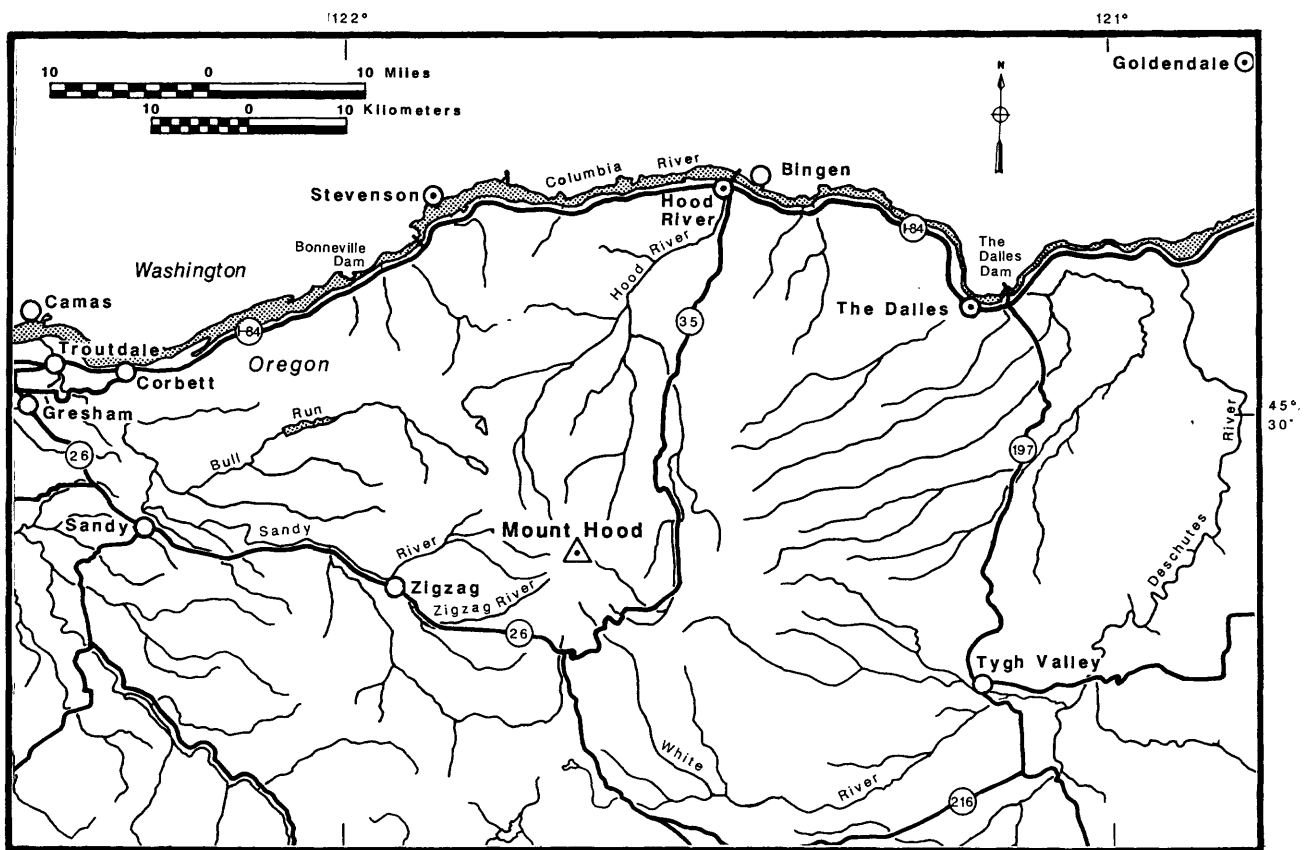 122°
121°
10 0 10 Miles
10 0 10 Kilometers
Goldendale
N
Columbia River
Bingen
Stevenson
Hood
River
Bonneville
Dam
Hood River
I-84
The
Dalles
Dam
Washington
Camas
The Dalles
35
I-84
Troutdale
Oregon
Corbett
Gresham
45°
30'
River
Run
Bull
26
197
Sandy
Sandy
Mount Hood
River
Deschutes
Zigzag
Zigzag River
26
Tygh Valley
White
River
216